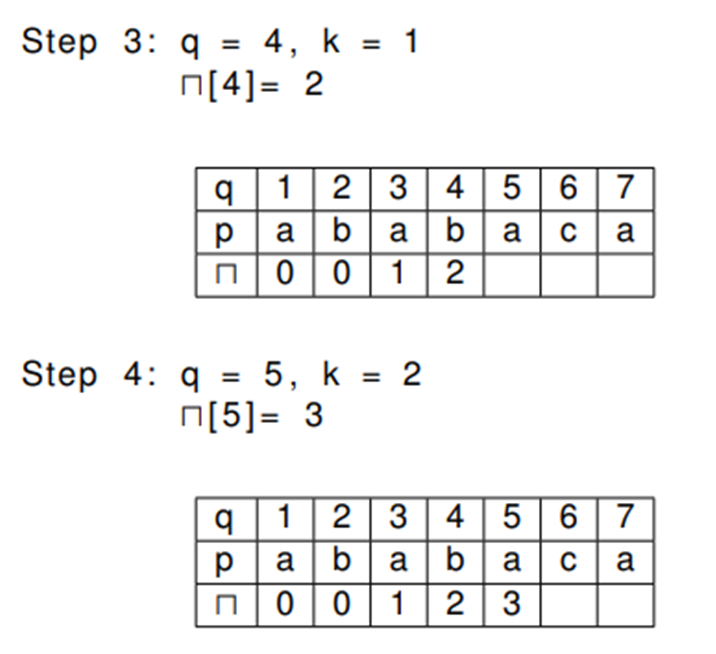 Step 3: q = 4, k = 1
⊓[4]= 2
q 1 2 3 4 5 6 7
p a b a b a c a
⊓ 0 0 1 2
Step 4: q = 5, k = 2
⊓[5]= 3
q 1 2 3 4 5 6 7
p a b a b a c a
⊓ 0 0 1 2 3